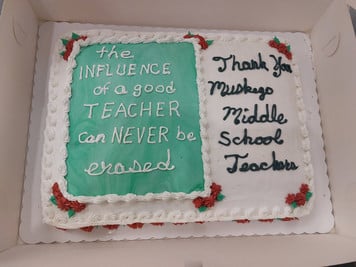 the
INFLUENCE
of a good
TEACHER
can NEVER be
erased
Thank You
Muskego
Middle
School
Teachers